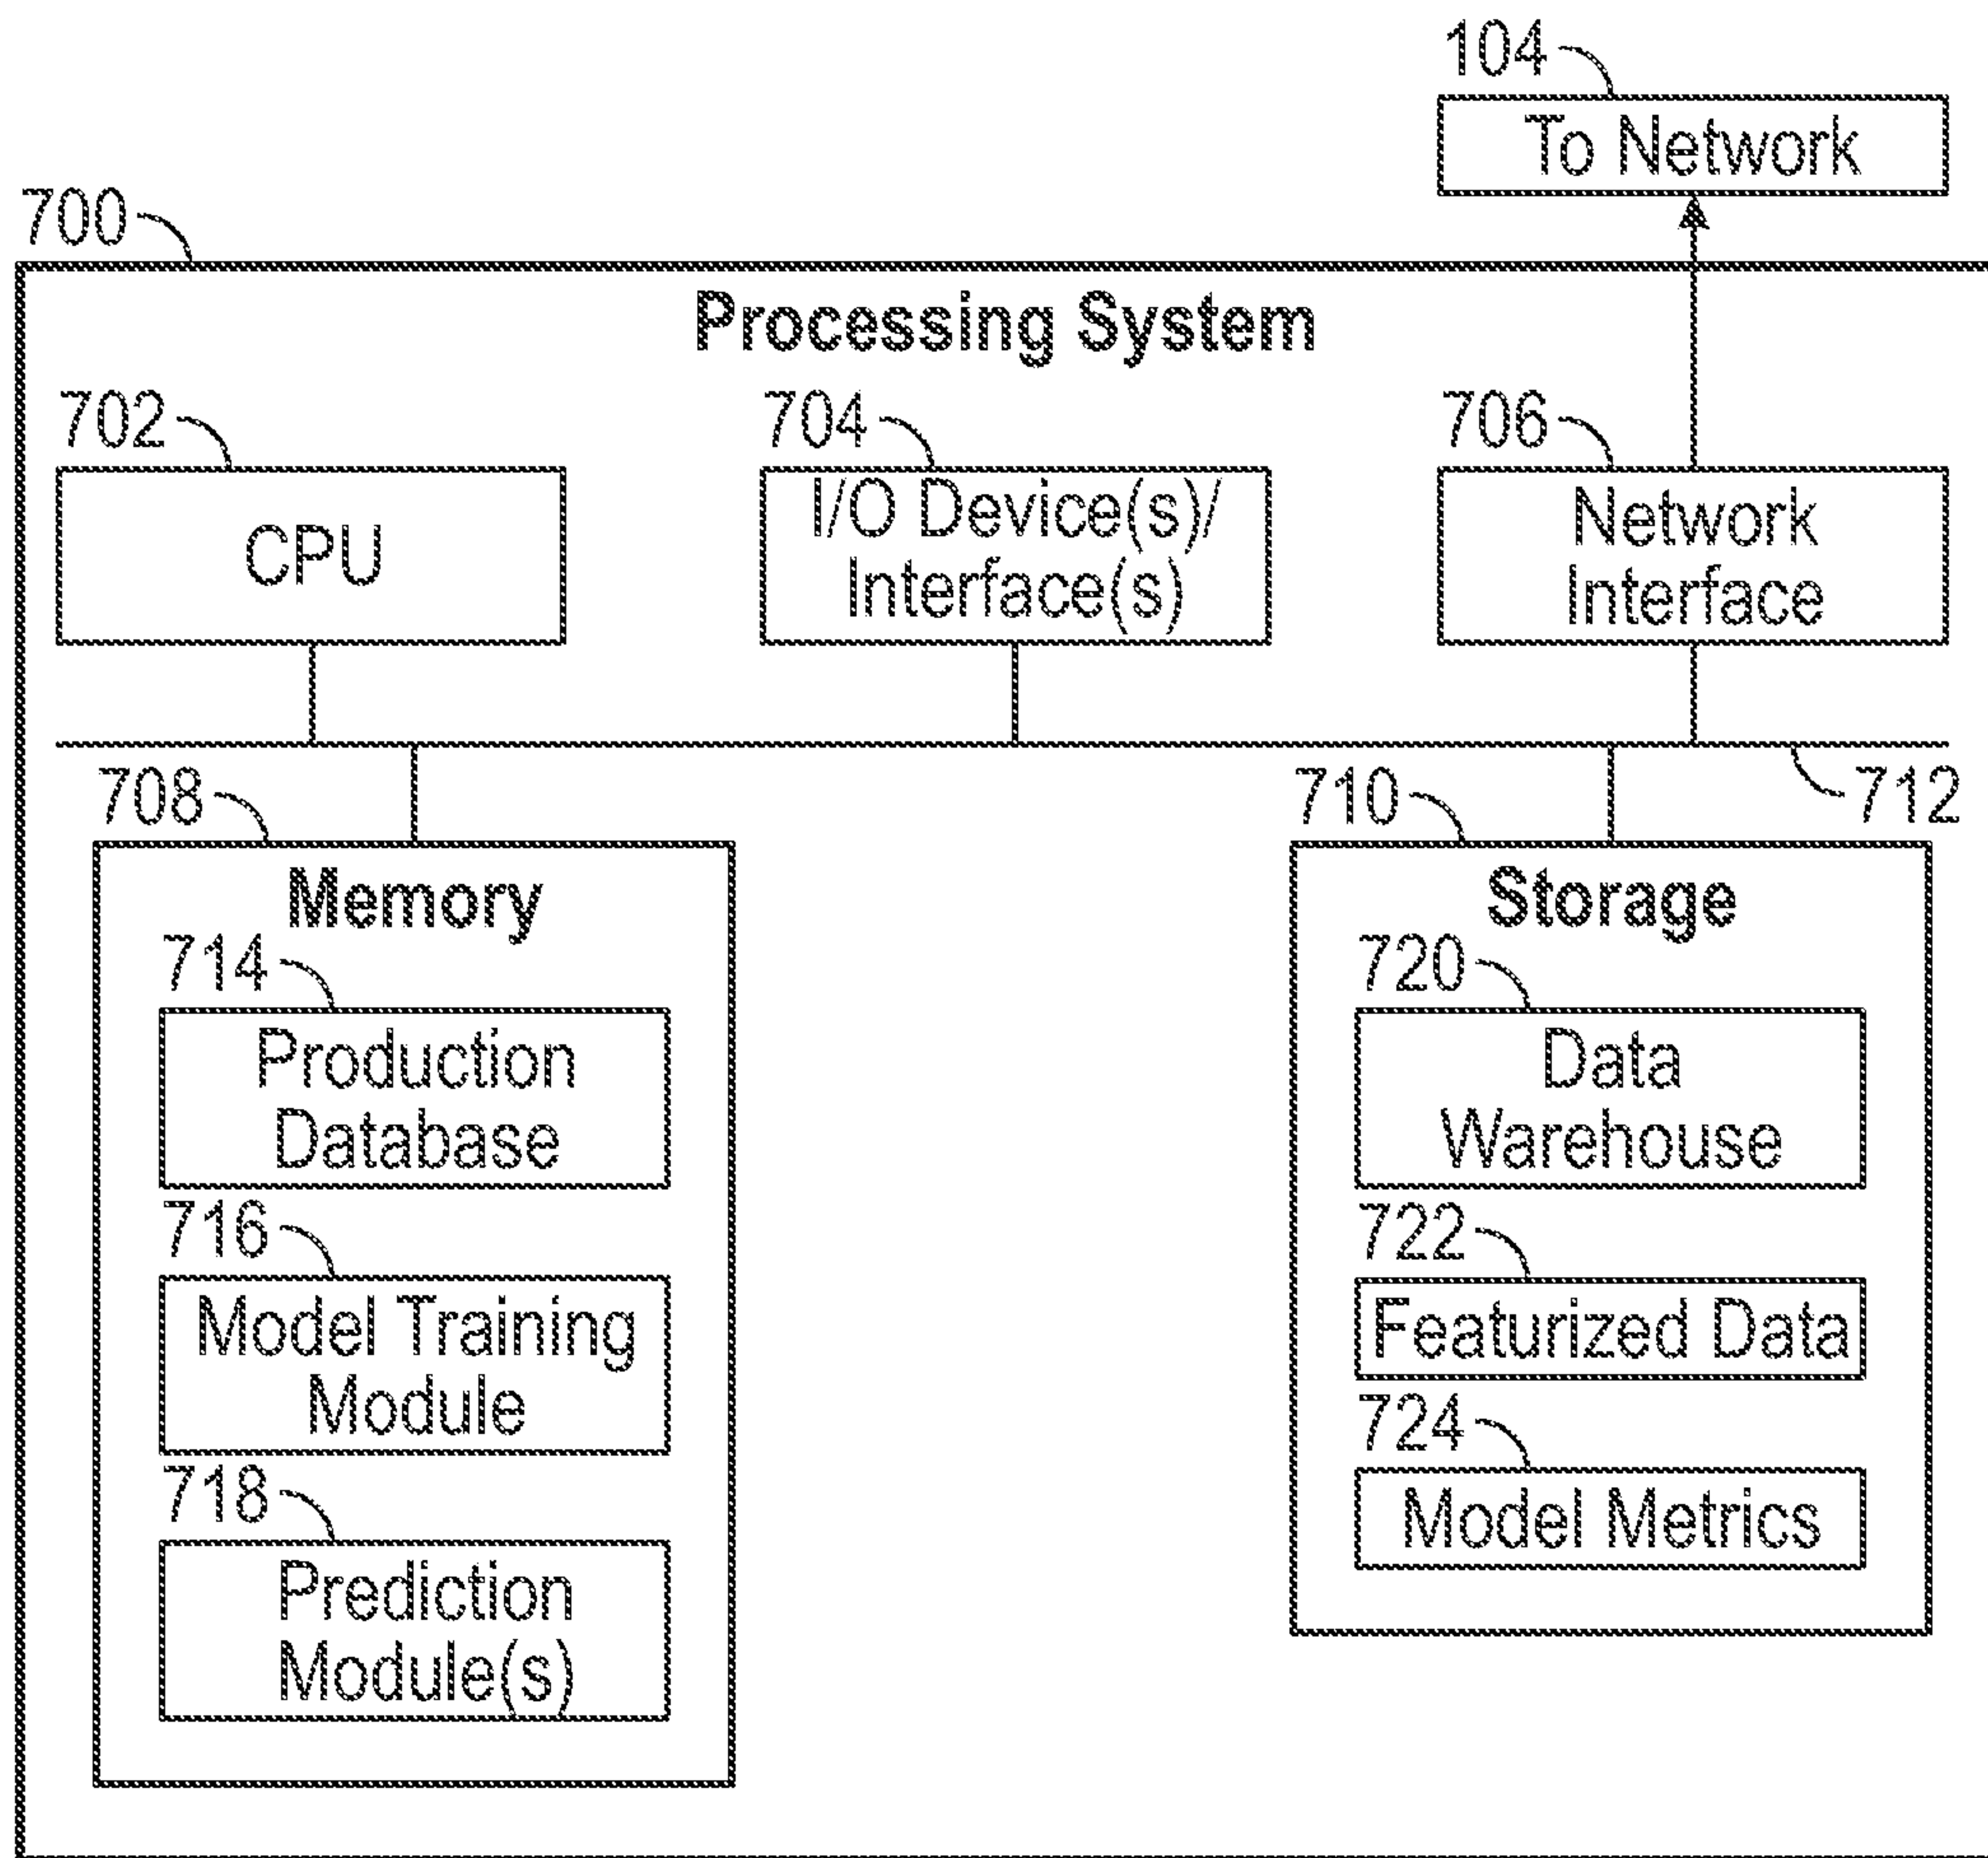 104
To Network
700
Processing System
702
704
706
CPU
I/O Device(s)/
Interface(s)
Network
Interface
708
710
712
Memory
714
Production
Database
716
Model Training
Module
718
Prediction
Module(s)
Storage
720
Data
Warehouse
722
Featurized Data
724
Model Metrics